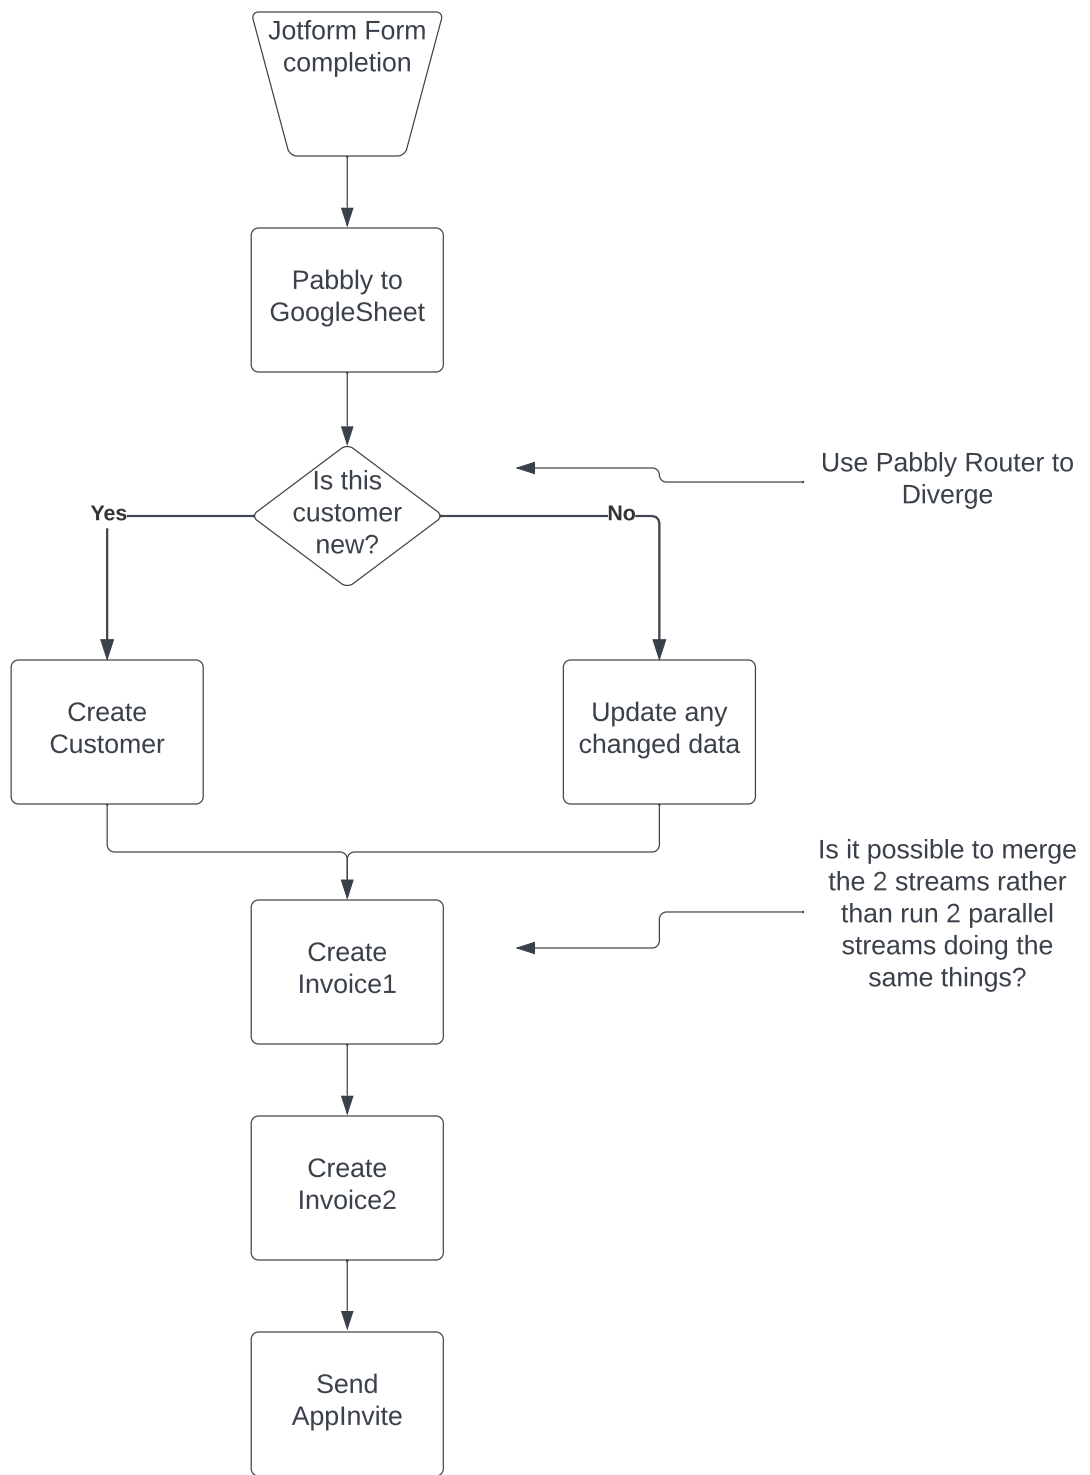 Jotform Form
completion
Pabbly to
GoogleSheet
Is this
customer
new?
Yes
No
Use Pabbly Router to
Diverge
Create
Customer
Update any
changed data
Is it possible to merge
the 2 streams rather
than run 2 parallel
streams doing the
same things?
Create
Invoice1
Create
Invoice2
Send
AppInvite